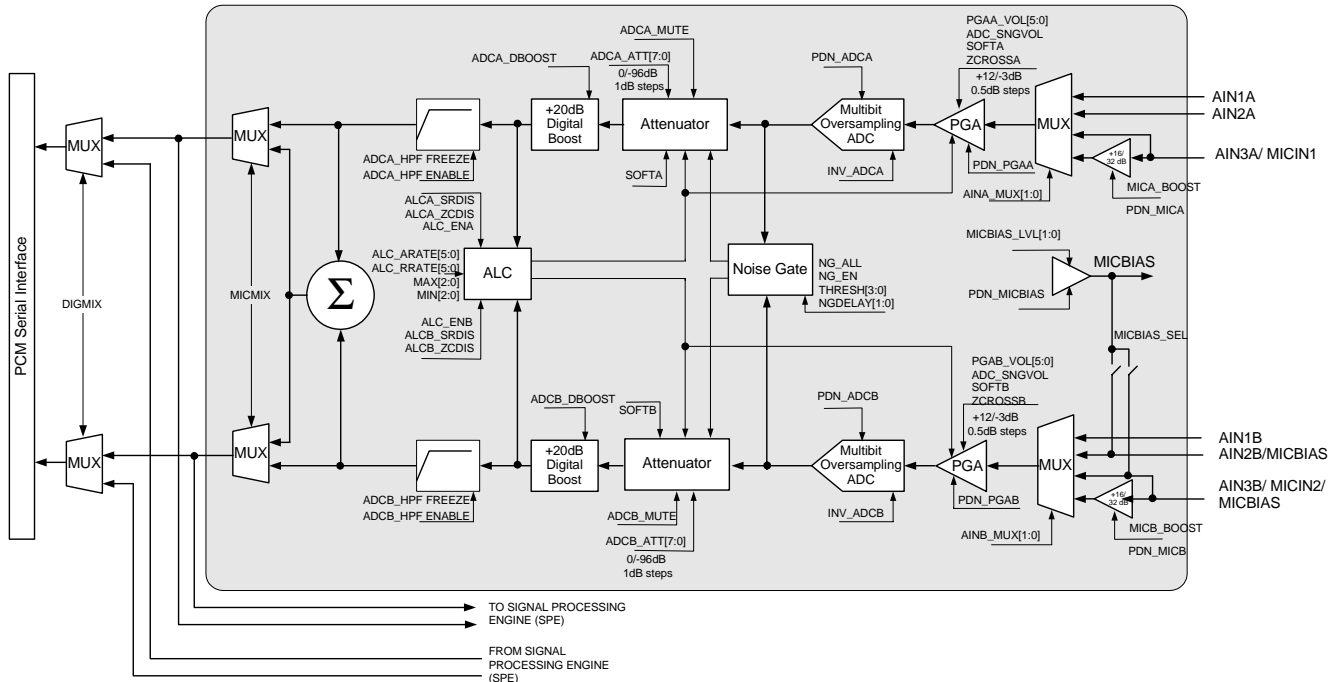 PGAA_VOL[5:0]
ADC_SNGVOL
SOFTA
ZCROSSA
+12/-3dB
0.5dB steps
ADCA_MUTE
ADCA_ATT[7:0]
0/-96dB
1dB steps
ADCA_DBOOST
PDN_ADCA
AIN1A
AIN2A
AIN3A/ MICIN1
MUX
MUX
+20dB
Digital
Boost
Attenuator
Multibit
Oversampling
ADC
PGA
MUX
+16/
32 dB
ADCA_HPF FREEZE
ADCA_HPF ENABLE
SOFTA
INV_ADCA
PDN_PGAA
AINA_MUX[1:0]
MICA_BOOST
PDN_MICA
ALCA_SRDIS
ALCA_ZCDIS
ALC_ENA
ALC_ARATE[5:0]
ALC_RRATE[5:0]
MAX[2:0]
MIN[2:0]
ALC
Noise Gate
NG_ALL
NG_EN
THRESH[3:0]
NGDELAY[1:0]
MICBIAS_LVL[1:0]
MICBIAS
PDN_MICBIAS
PCM Serial Interface
DIGMIX
MICMIX
Σ
ALC_ENB
ALCB_SRDIS
ALCB_ZCDIS
MICBIAS_SEL
PGAB_VOL[5:0]
ADC_SNGVOL
SOFTB
ZCROSSB
+12/-3dB
0.5dB steps
ADCB_DBOOST
SOFTB
PDN_ADCB
AIN1B
AIN2B/MICBIAS
AIN3B/ MICIN2/
MICBIAS
MUX
MUX
+20dB
Digital
Boost
Attenuator
Multibit
Oversampling
ADC
PGA
MUX
+16/
32 dB
ADCB_HPF FREEZE
ADCB_HPF ENABLE
ADCB_MUTE
ADCB_ATT[7:0]
0/-96dB
1dB steps
INV_ADCB
PDN_PGAB
AINB_MUX[1:0]
MICB_BOOST
PDN_MICB
TO SIGNAL PROCESSING
ENGINE (SPE)
FROM SIGNAL
PROCESSING ENGINE
(SPE)